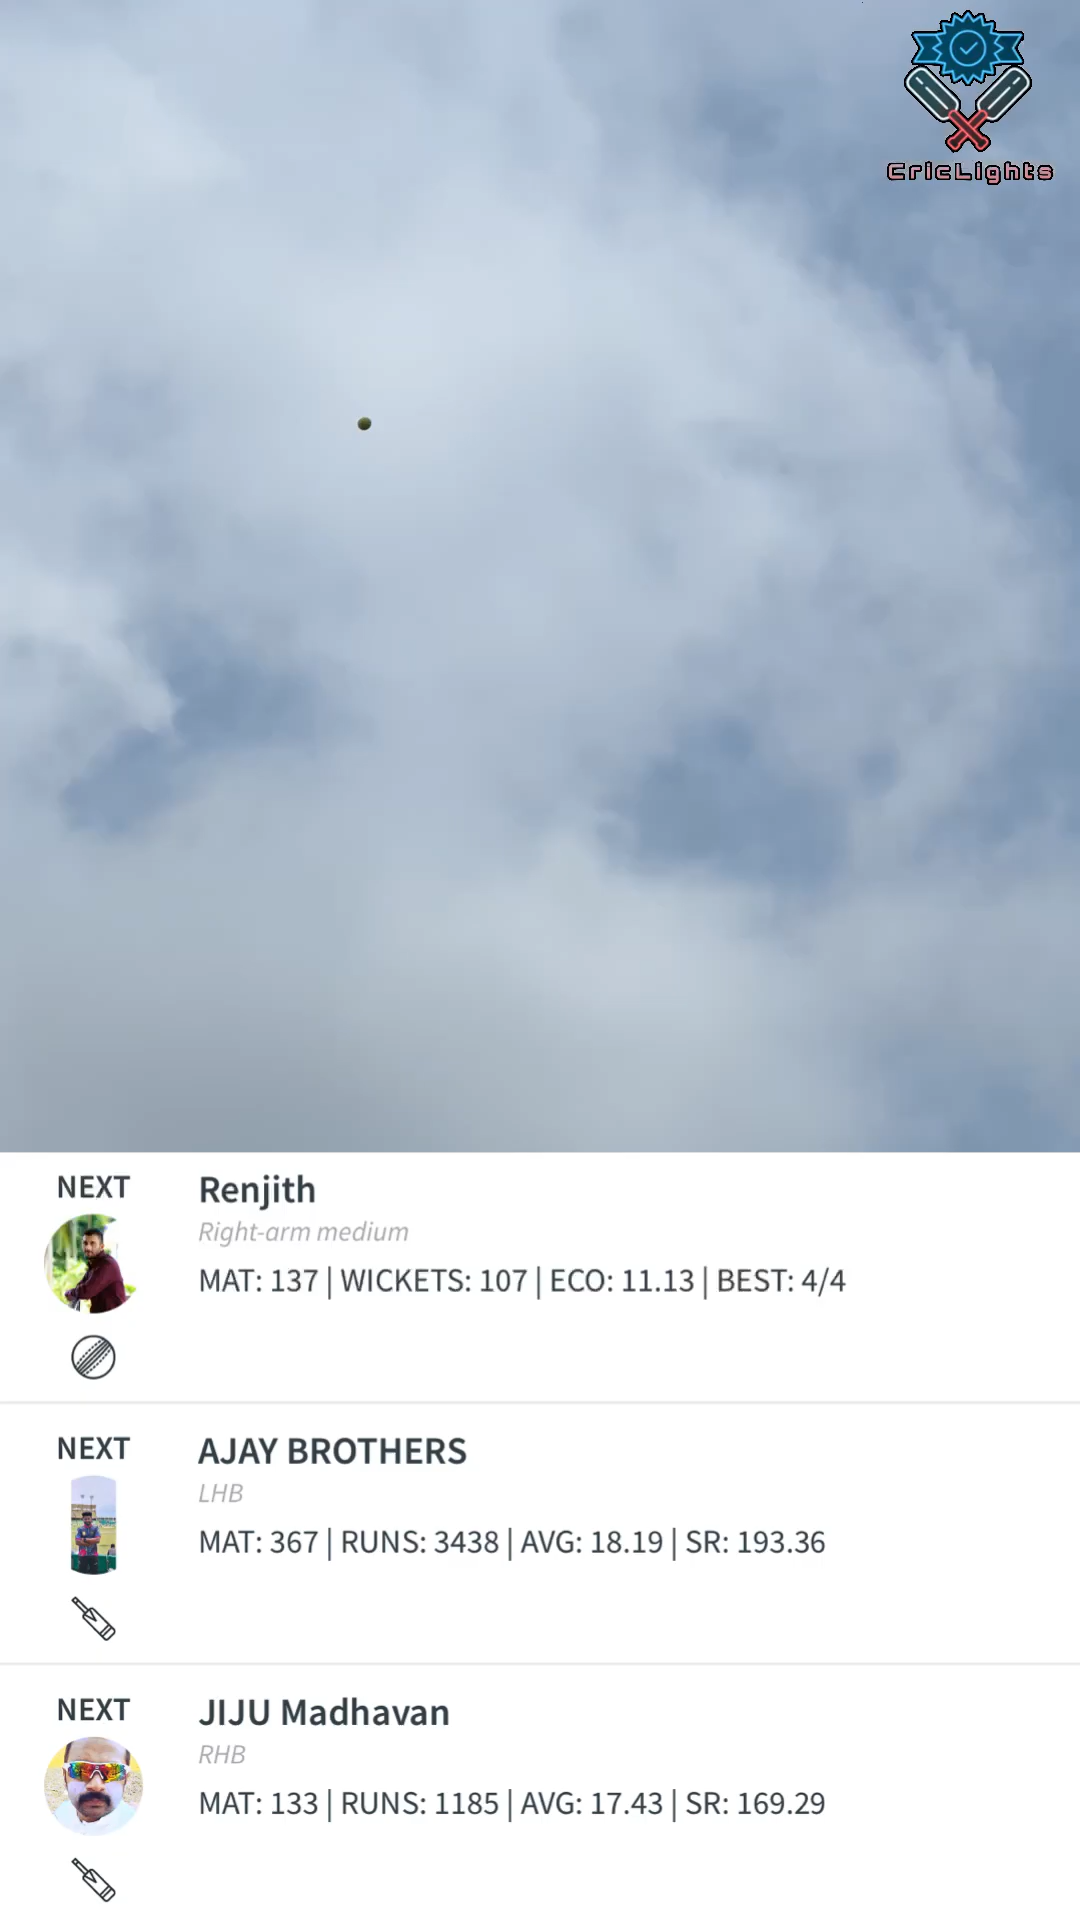 CricLights
NEXT
Renjith
Right-arm medium
MAT: 137 | WICKETS: 107 | ECO: 11.13 | BEST: 4/4
NEXT
AJAY BROTHERS
LHB
MAT: 367 | RUNS: 3438 | AVG: 18.19 | SR: 193.36
NEXT
JIJU Madhavan
RHB
MAT: 133 | RUNS: 1185 | AVG: 17.43 | SR: 169.29